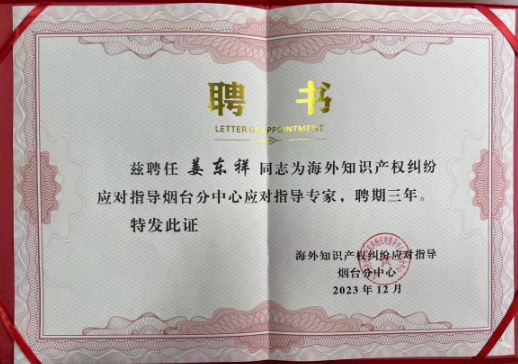 聘 书
LETTER OF APPOINTMENT
兹聘任 姜东祥 同志为海外知识产权纠纷
应对指导烟台分中心应对指导专家，聘期三年。
特发此证
海外知识产权纠纷应对指导
烟台分中心
2023年12月